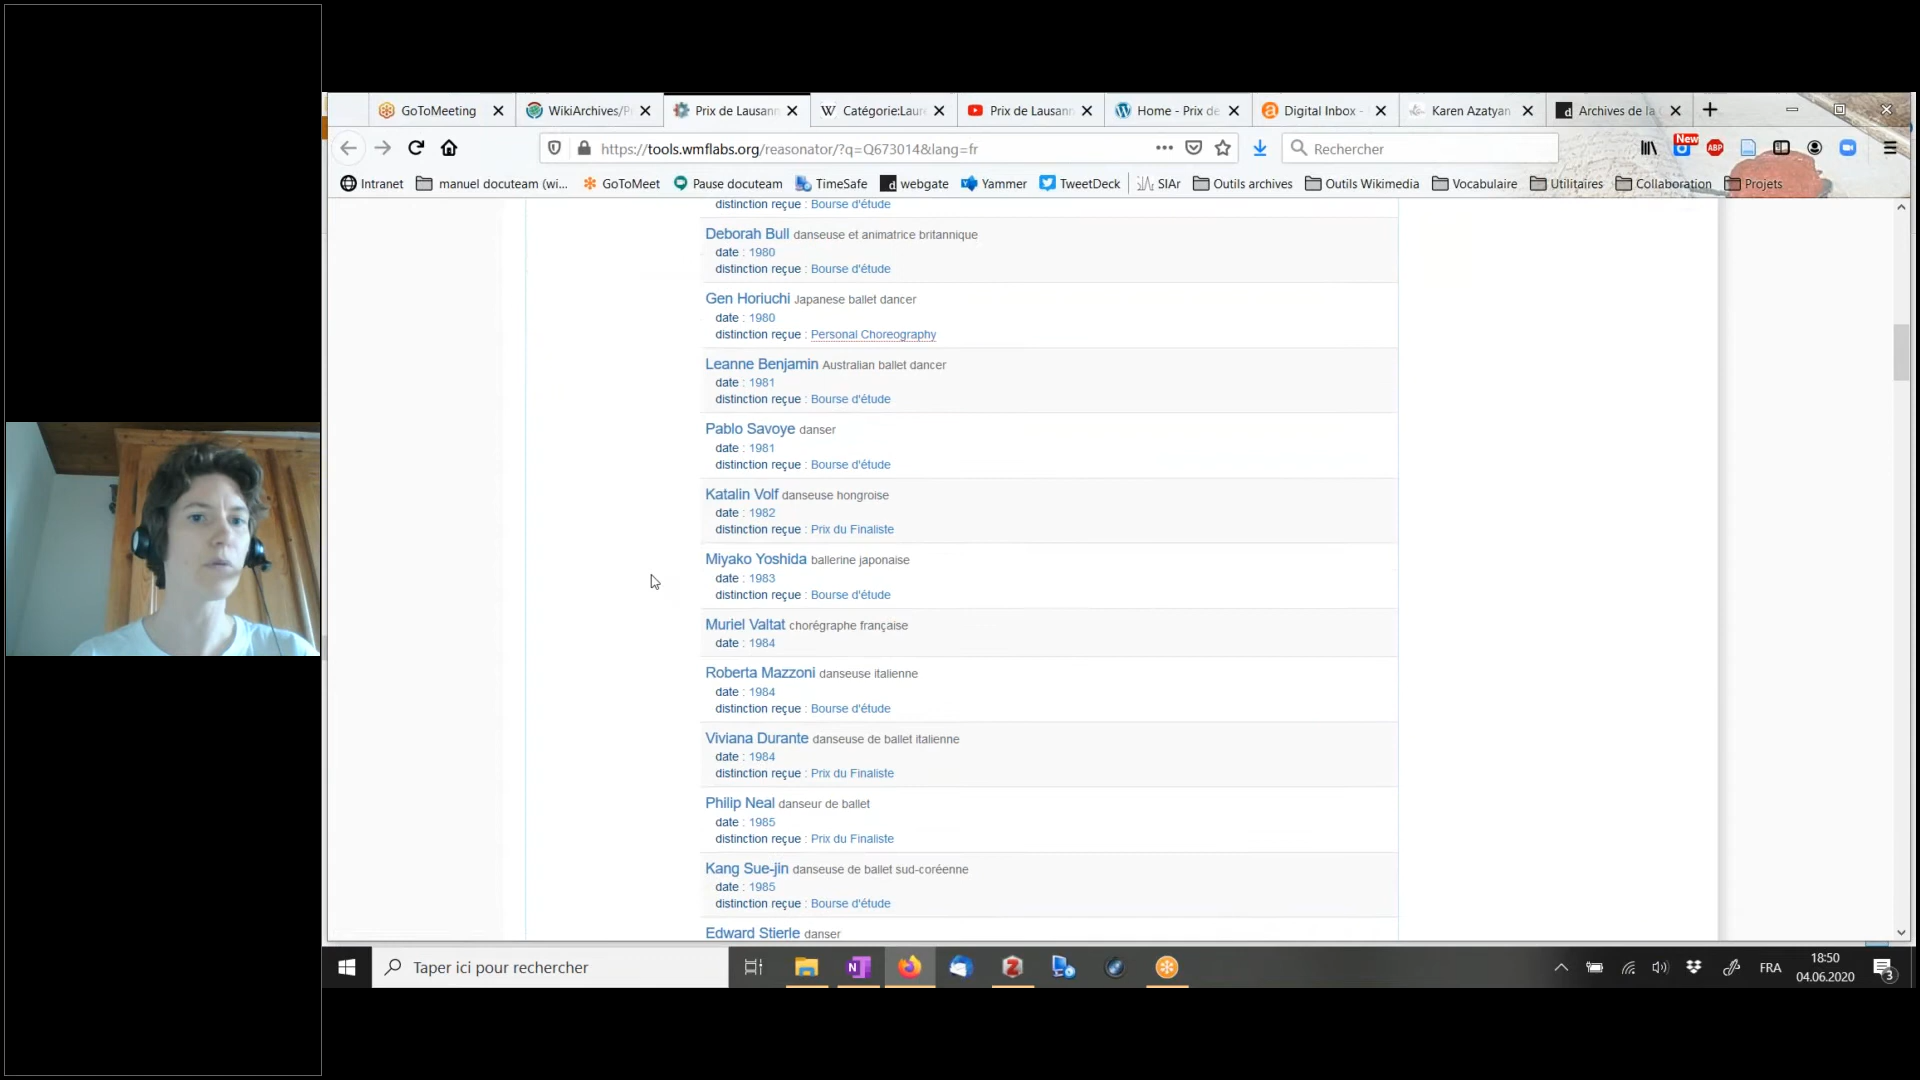 GoToMeeting
WikiArchives/P
Prix de Lausann
Catégorie:Laur
Prix de Lausann
Home - Prix de
Digital Inbox -
Karen Azatyan
Archives de la
https://tools.wmflabs.org/reasonator/?q=Q673014&lang=fr
Rechercher
New
ABP
Intranet
manuel docuteam (wi...
GoToMeet
Pause docuteam
TimeSafe
webgate
Yammer
TweetDeck
SIAr
Outils archives
Outils Wikimedia
Vocabulaire
Utilitaires
Collaboration
Projets
distinction reçue : Bourse d'étude
Deborah Bull danseuse et animatrice britannique
date : 1980
distinction reçue : Bourse d'étude
Gen Horiuchi Japanese ballet dancer
date : 1980
distinction reçue : Personal Choreography
Leanne Benjamin Australian ballet dancer
date : 1981
distinction reçue : Bourse d'étude
Pablo Savoye danser
date : 1981
distinction reçue : Bourse d'étude
Katalin Volf danseuse hongroise
date : 1982
distinction reçue : Prix du Finaliste
Miyako Yoshida ballerine japonaise
date : 1983
distinction reçue : Bourse d'étude
Muriel Valtat chorégraphe française
date : 1984
Roberta Mazzoni danseuse italienne
date : 1984
distinction reçue : Bourse d'étude
Viviana Durante danseuse de ballet italienne
date : 1984
distinction reçue : Prix du Finaliste
Philip Neal danseur de ballet
date : 1985
distinction reçue : Prix du Finaliste
Kang Sue-jin danseuse de ballet sud-coréenne
date : 1985
distinction reçue : Bourse d'étude
Edward Stierle danser
Taper ici pour rechercher
FRA
18:50
04.06.2020
3